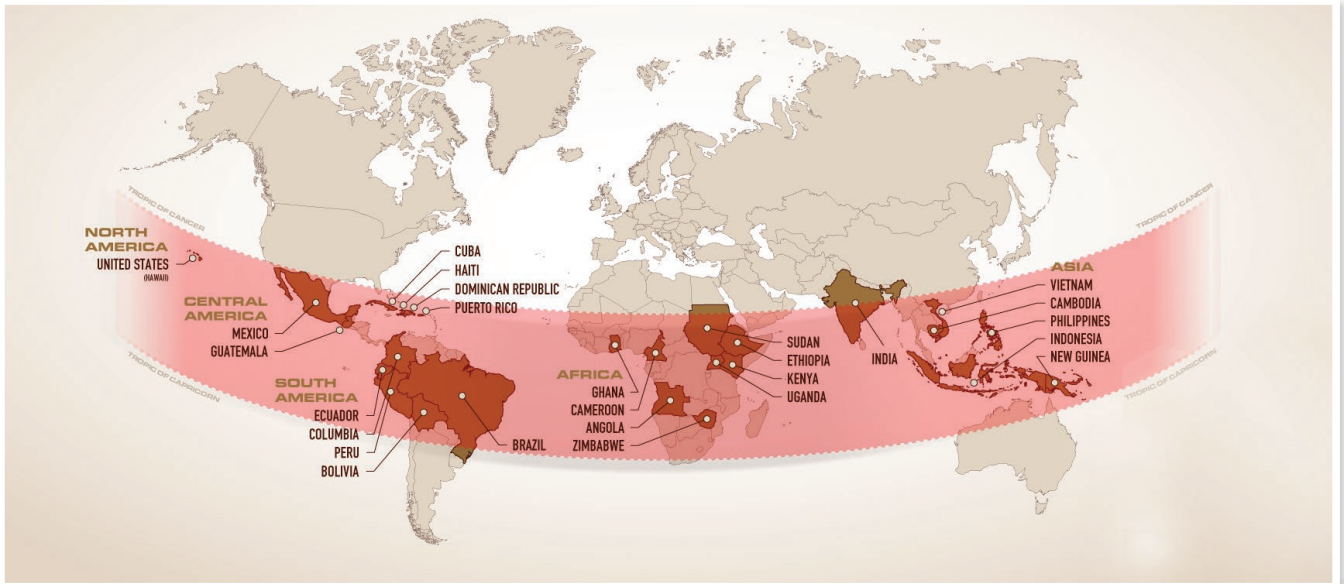 TROPIC OF CANCER
NORTH
AMERICA
UNITED STATES
(HAWAII)
CENTRAL
AMERICA
MEXICO
GUATEMALA
TROPIC OF CAPRICORN
CUBA
HAITI
DOMINICAN REPUBLIC
PUERTO RICO
SOUTH
AMERICA
ECUADOR
COLUMBIA
PERU
BOLIVIA
BRAZIL
AFRICA
GHANA
CAMEROON
ANGOLA
ZIMBABWE
SUDAN
ETHIOPIA
KENYA
UGANDA
INDIA
TROPIC OF CANCER
ASIA
VIETNAM
CAMBODIA
PHILIPPINES
INDONESIA
NEW GUINEA
TROPIC OF CAPRICORN